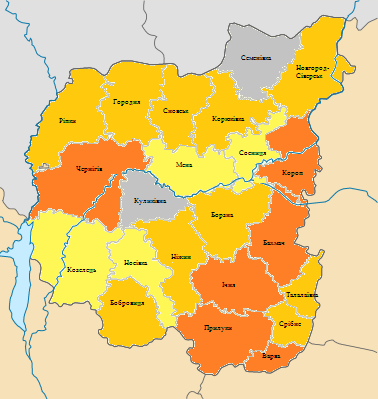 Семенівка
Новгород-
Сіверськ
Городня
Сновськ
Ріпки
Корюківка
Сосниця
Мена
Чернігів
Короп
Куликівка
Борзна
Бахмач
Ніжин
Носівка
Козелець
Ічня
Талалаївка
Бобровиця
Срібне
Прилуки
Варва